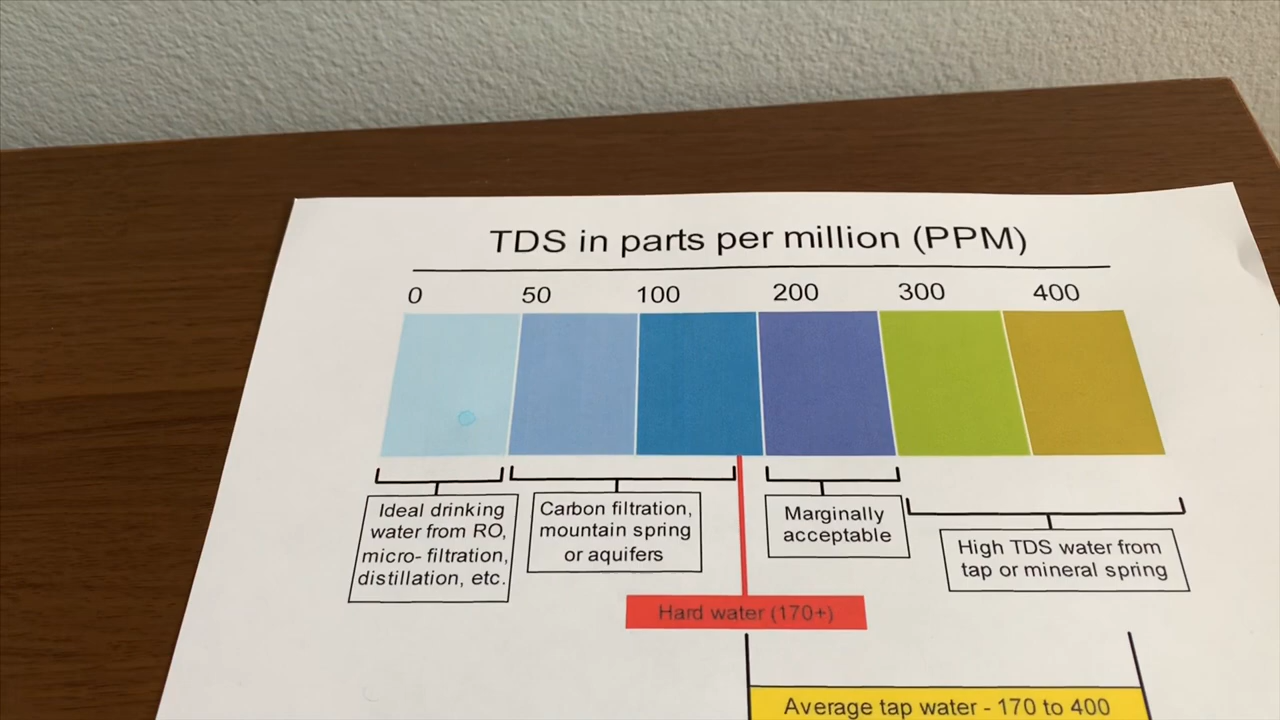 TDS in parts per million (PPM)
0 50 100 200 300 400
Ideal drinking
water from RO,
micro- filtration,
distillation, etc.
Carbon filtration,
mountain spring
or aquifers
Marginally
acceptable
High TDS water from
tap or mineral spring
Hard water (170+)
Average tap water - 170 to 400